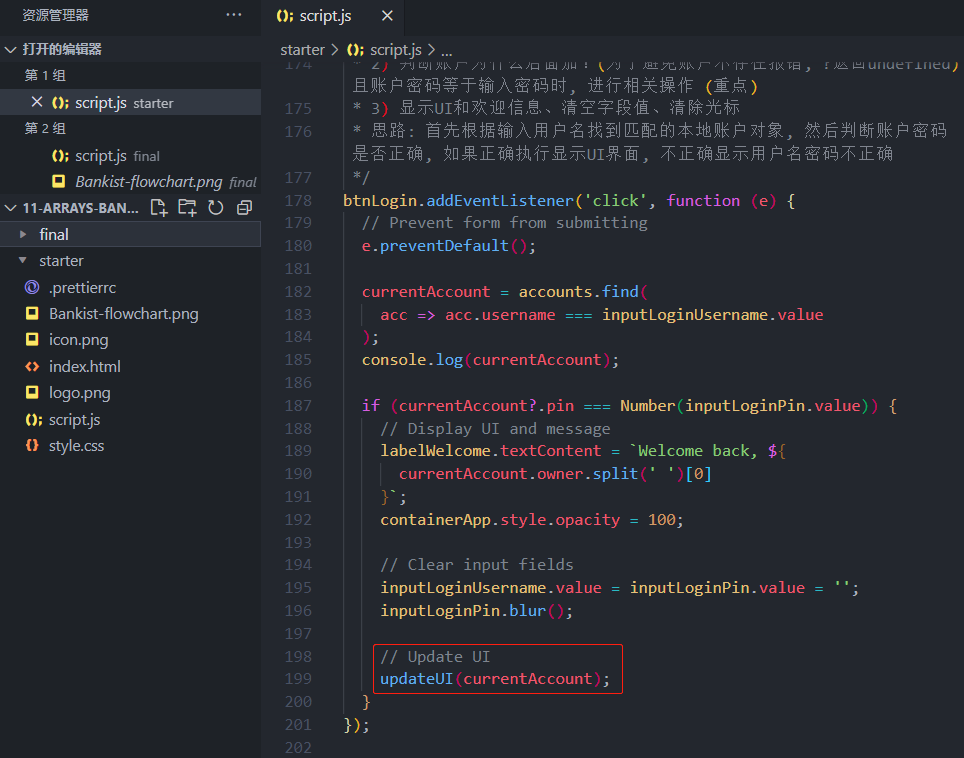 资源管理器 ...
打开的编辑器
第 1 组
script.js starter
第 2 组
script.js final
Bankist-flowchart.png final
11-ARRAYS-BAN...
final
starter
.prettierrc
Bankist-flowchart.png
icon.png
index.html
logo.png
script.js
style.css
script.js
starter > script.js > ...
174 * 2) 判断账户为什么后面加?(为了避免账户不存在报错, ?返回undefined)
且账户密码等于输入密码时, 进行相关操作 (重点)
175 * 3) 显示UI和欢迎信息、清空字段值、清除光标
176 * 思路: 首先根据输入用户名找到匹配的本地账户对象, 然后判断账户密码
是否正确, 如果正确执行显示UI界面, 不正确显示用户名密码不正确
177 */
178 btnLogin.addEventListener('click', function (e) {
179 // Prevent form from submitting
180 e.preventDefault();
181
182 currentAccount = accounts.find(
183 acc => acc.username === inputLoginUsername.value
184 );
185 console.log(currentAccount);
186
187 if (currentAccount?.pin === Number(inputLoginPin.value)) {
188 // Display UI and message
189 labelWelcome.textContent = `Welcome back, ${
190 currentAccount.owner.split(' ')[0]
191 }`;
192 containerApp.style.opacity = 100;
193
194 // Clear input fields
195 inputLoginUsername.value = inputLoginPin.value = '';
196 inputLoginPin.blur();
197
198 // Update UI
199 updateUI(currentAccount);
200 }
201 });
202